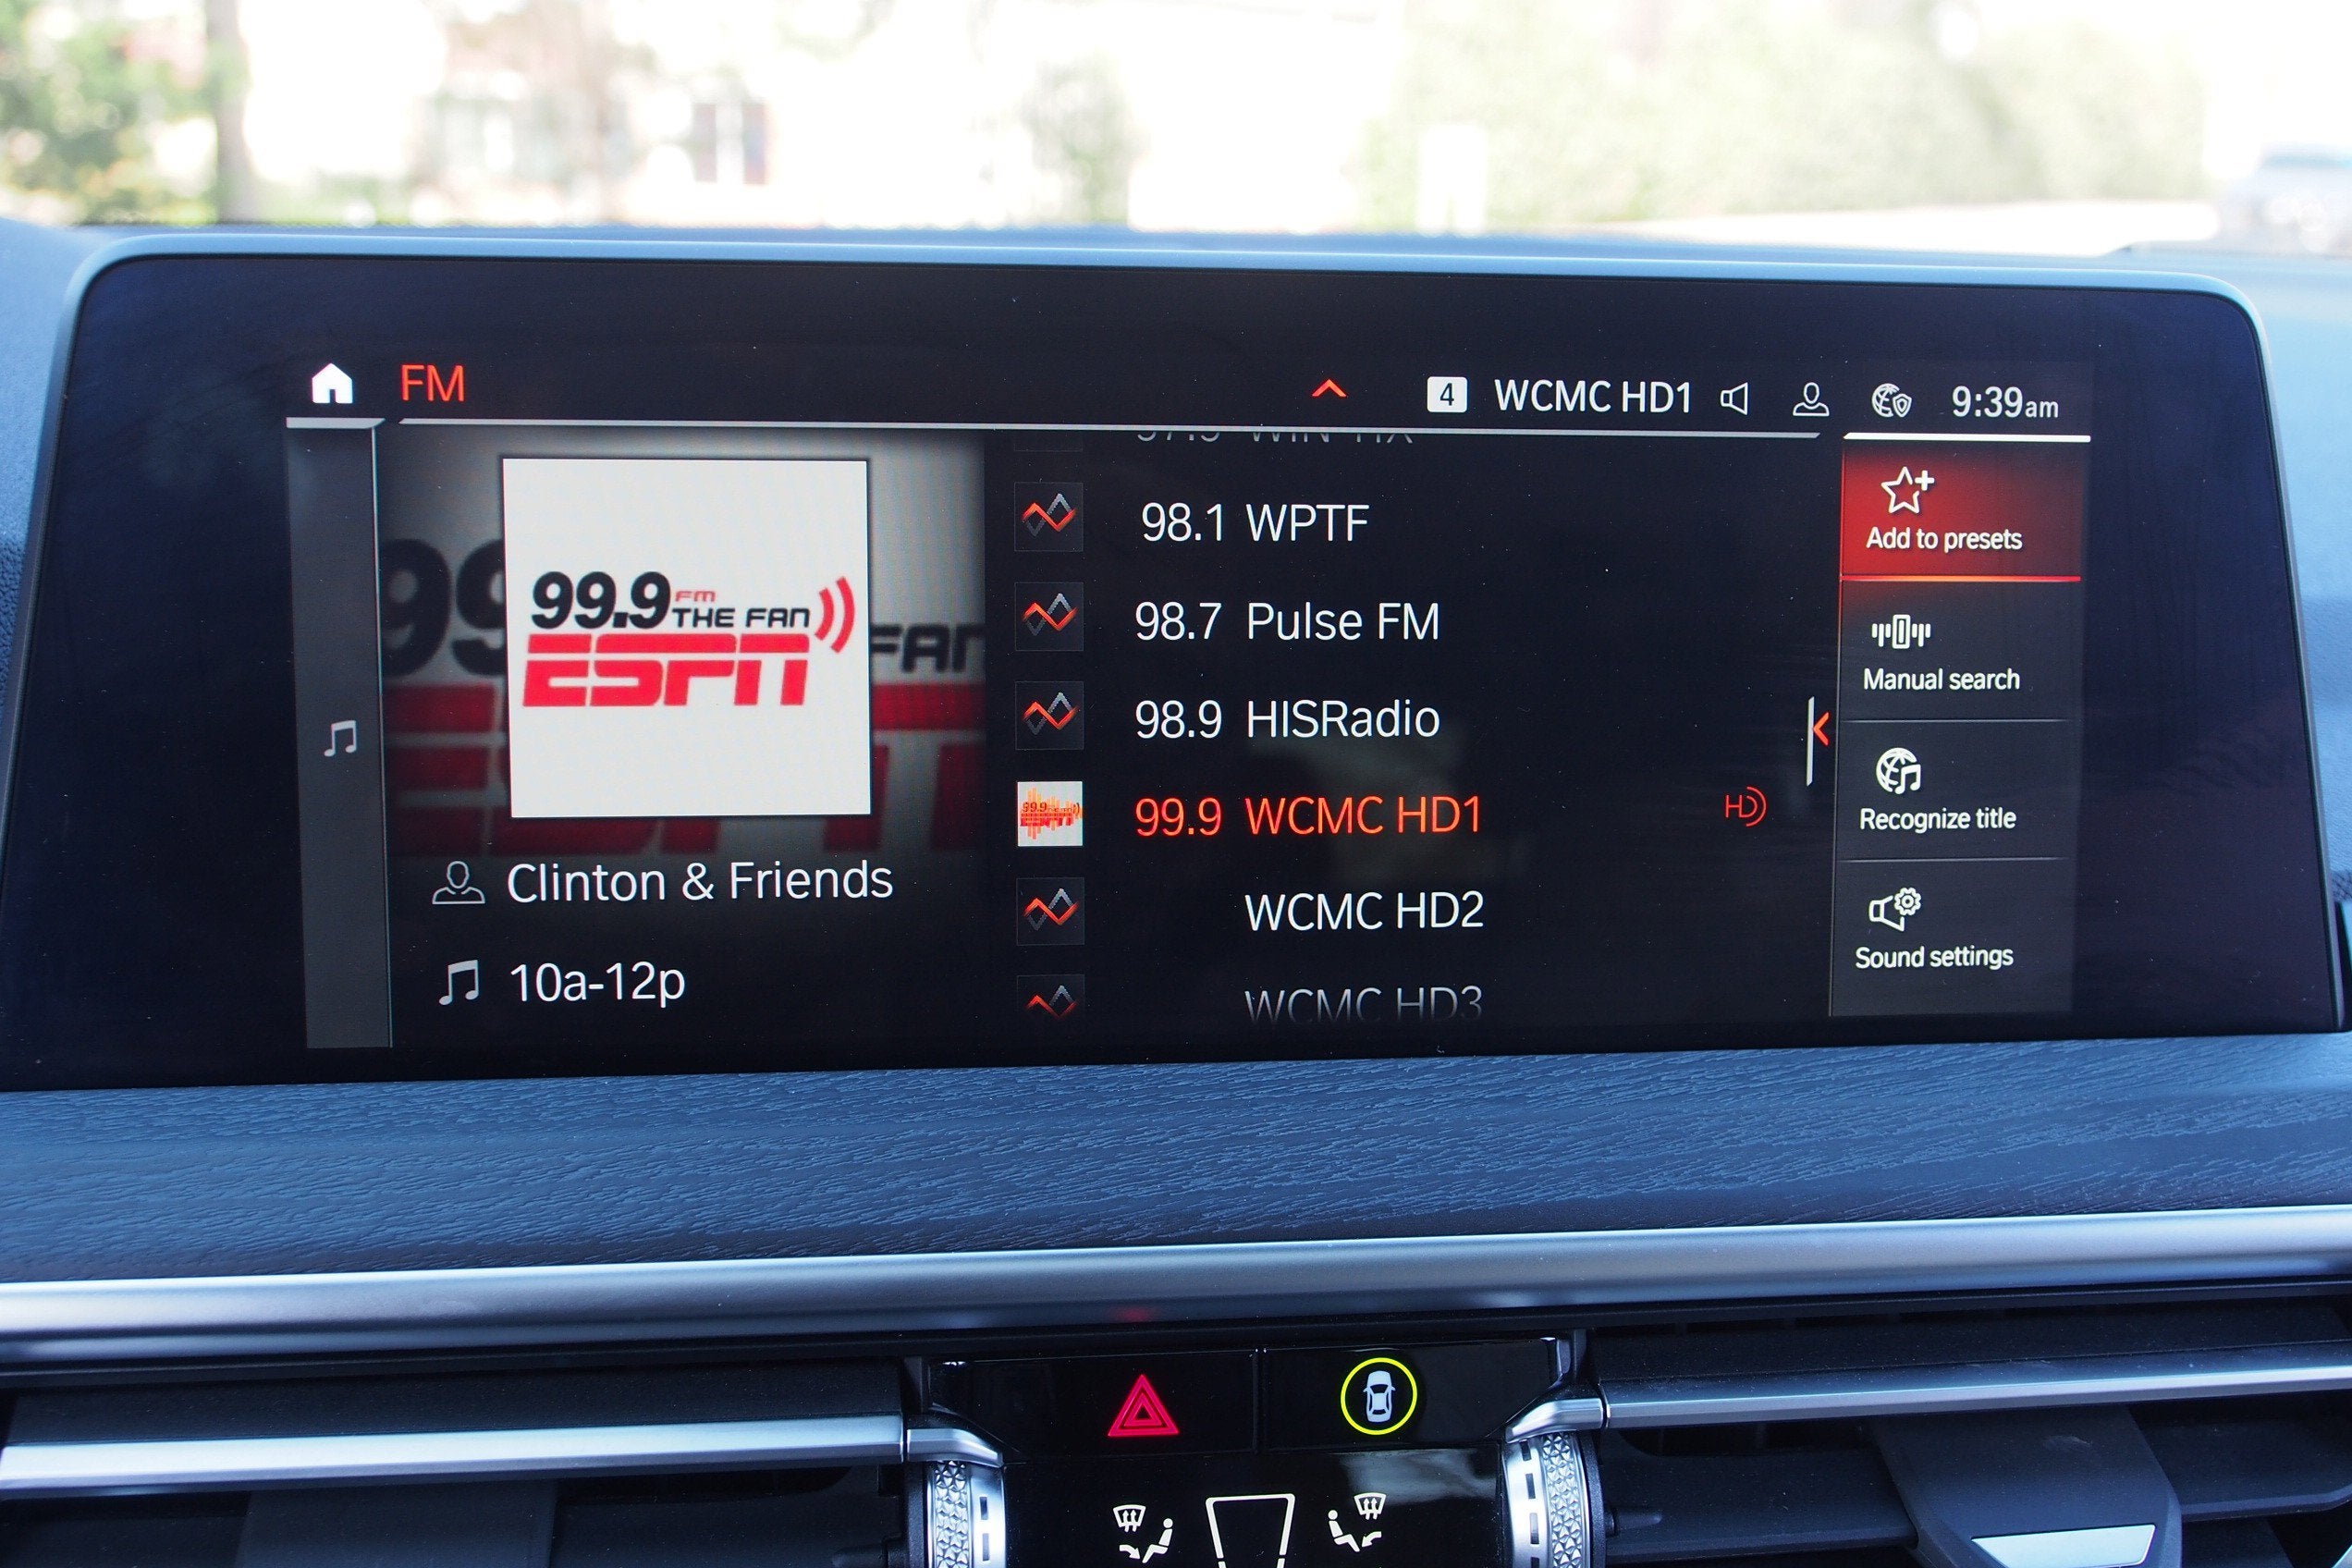 FM
4 WCMC HD1 9:39am
99.9 FM THE FAN
ESPN
Clinton & Friends
10a-12p
98.1 WPTF
98.7 Pulse FM
98.9 HISRadio
99.9 WCMC HD1 HD
WCMC HD2
WCMC HD3
Add to presets
Manual search
Recognize title
Sound settings